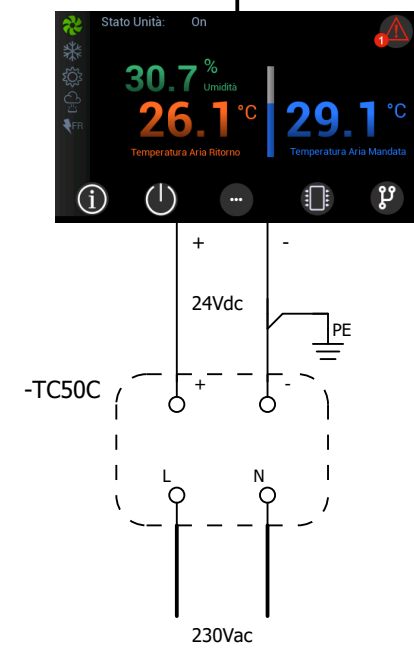 Stato Unità: On
1
30.7 %
Umidità
26.1 °C
29.1 °C
Temperatura Aria Ritorno
Temperatura Aria Mandata
FR
i
+ -
24Vdc
PE
-TC50C
+ -
L N
230Vac